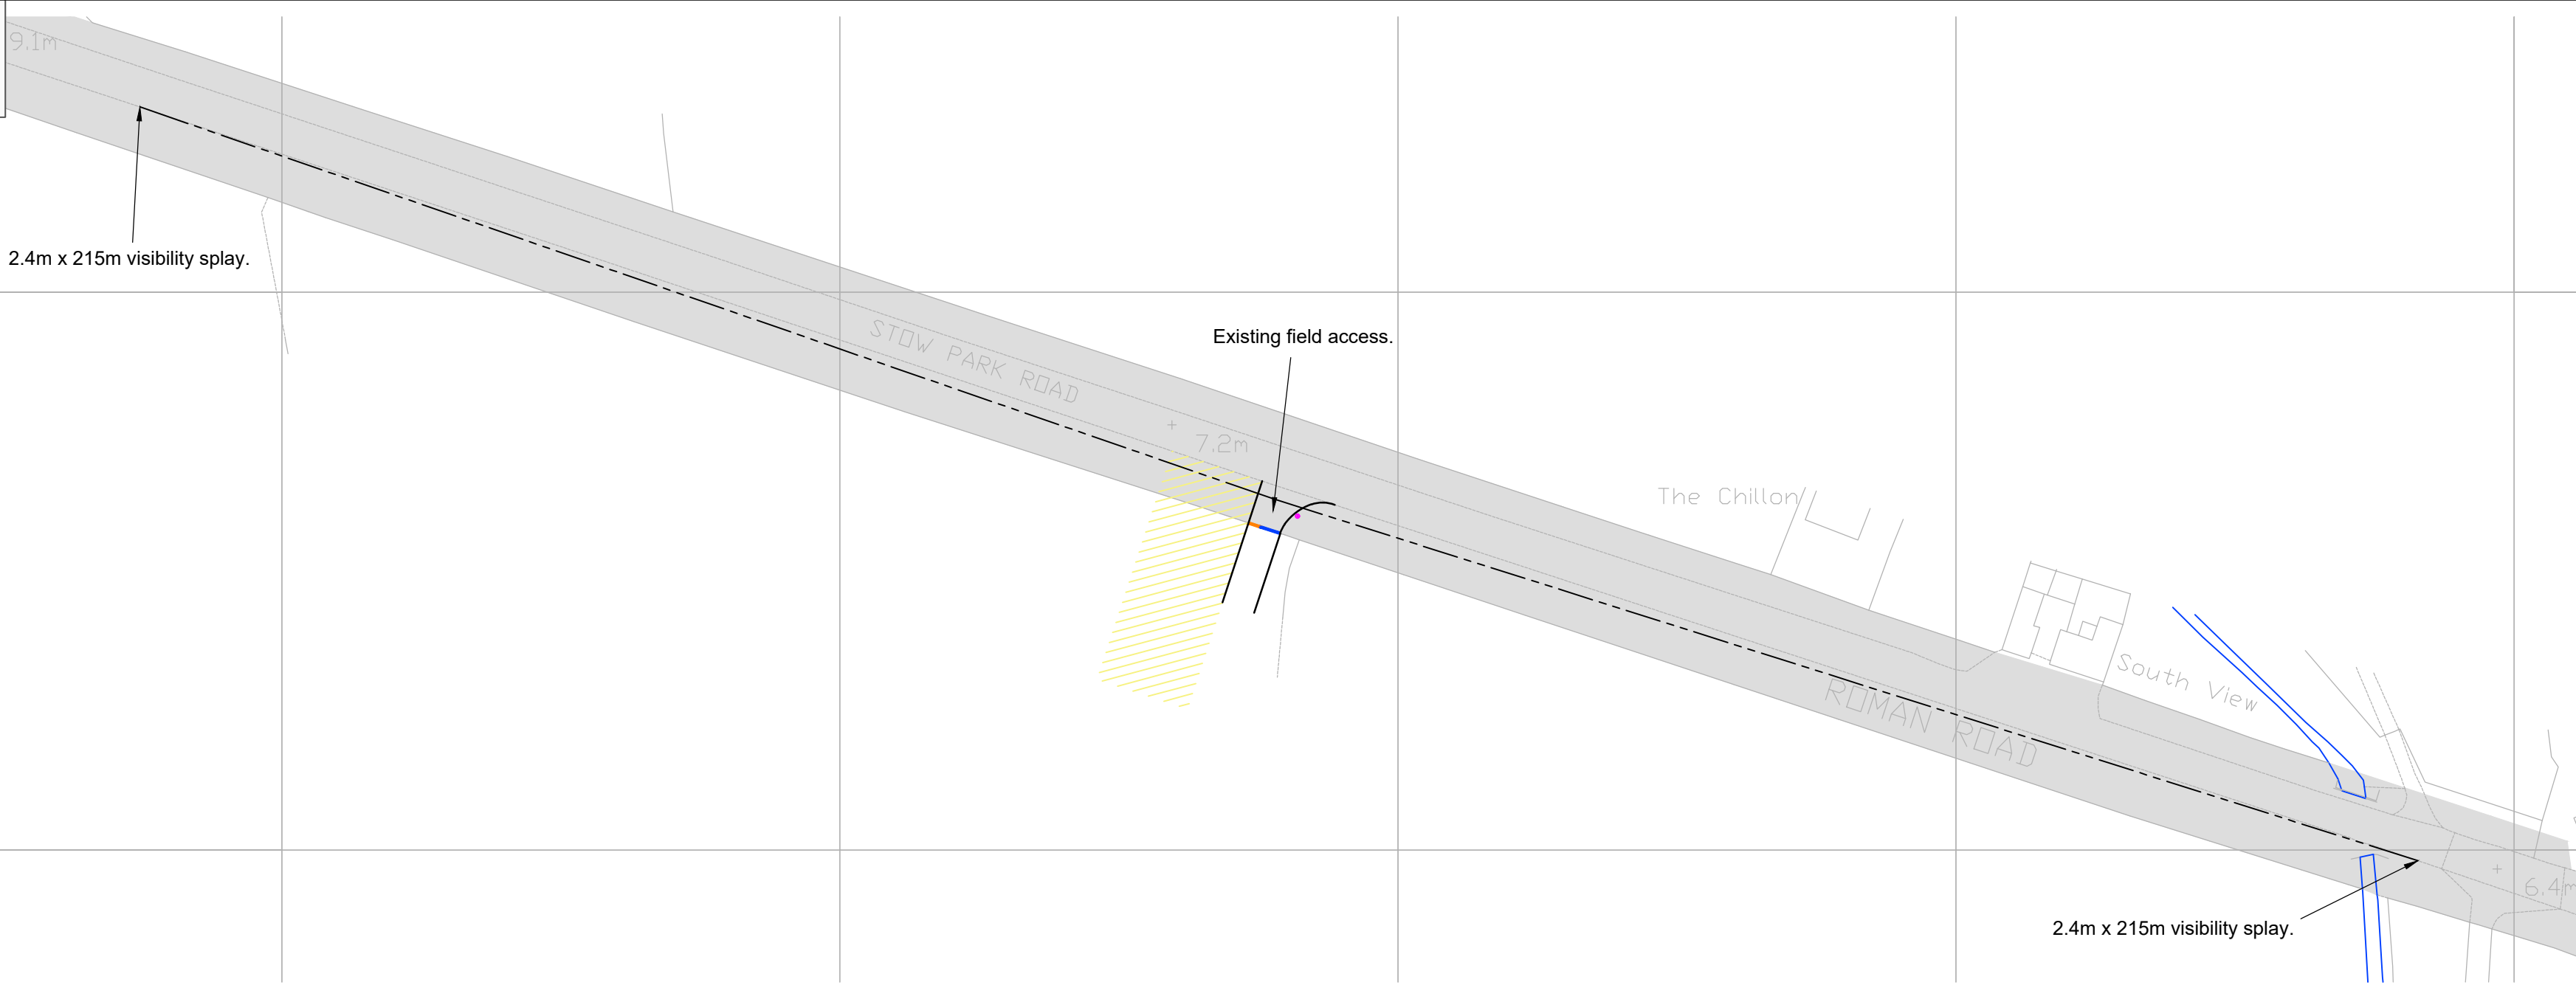 9.1m
2.4m x 215m visibility splay.
STOW PARK ROAD
Existing field access.
7.2m
The Chillon
South View
ROMAN ROAD
6.4m
2.4m x 215m visibility splay.